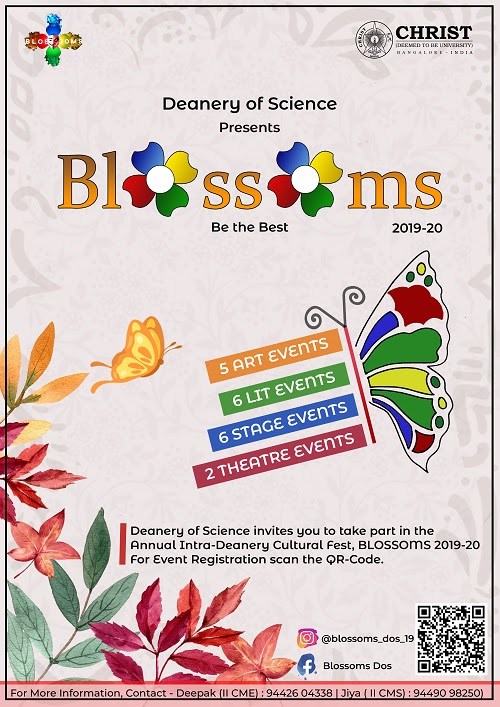 BLOSSOMS
CHRIST
(DEEMED TO BE UNIVERSITY)
BANGALORE · INDIA
Deanery of Science
Presents
Blossoms
Be the Best
2019-20
5 ART EVENTS
6 LIT EVENTS
6 STAGE EVENTS
2 THEATRE EVENTS
Deanery of Science invites you to take part in the
Annual Intra-Deanery Cultural Fest, BLOSSOMS 2019-20
For Event Registration scan the QR-Code.
@blossoms_dos_19
Blossoms Dos
For More Information, Contact - Deepak (II CME) : 94426 04338 | Jiya ( II CMS) : 94490 98250)